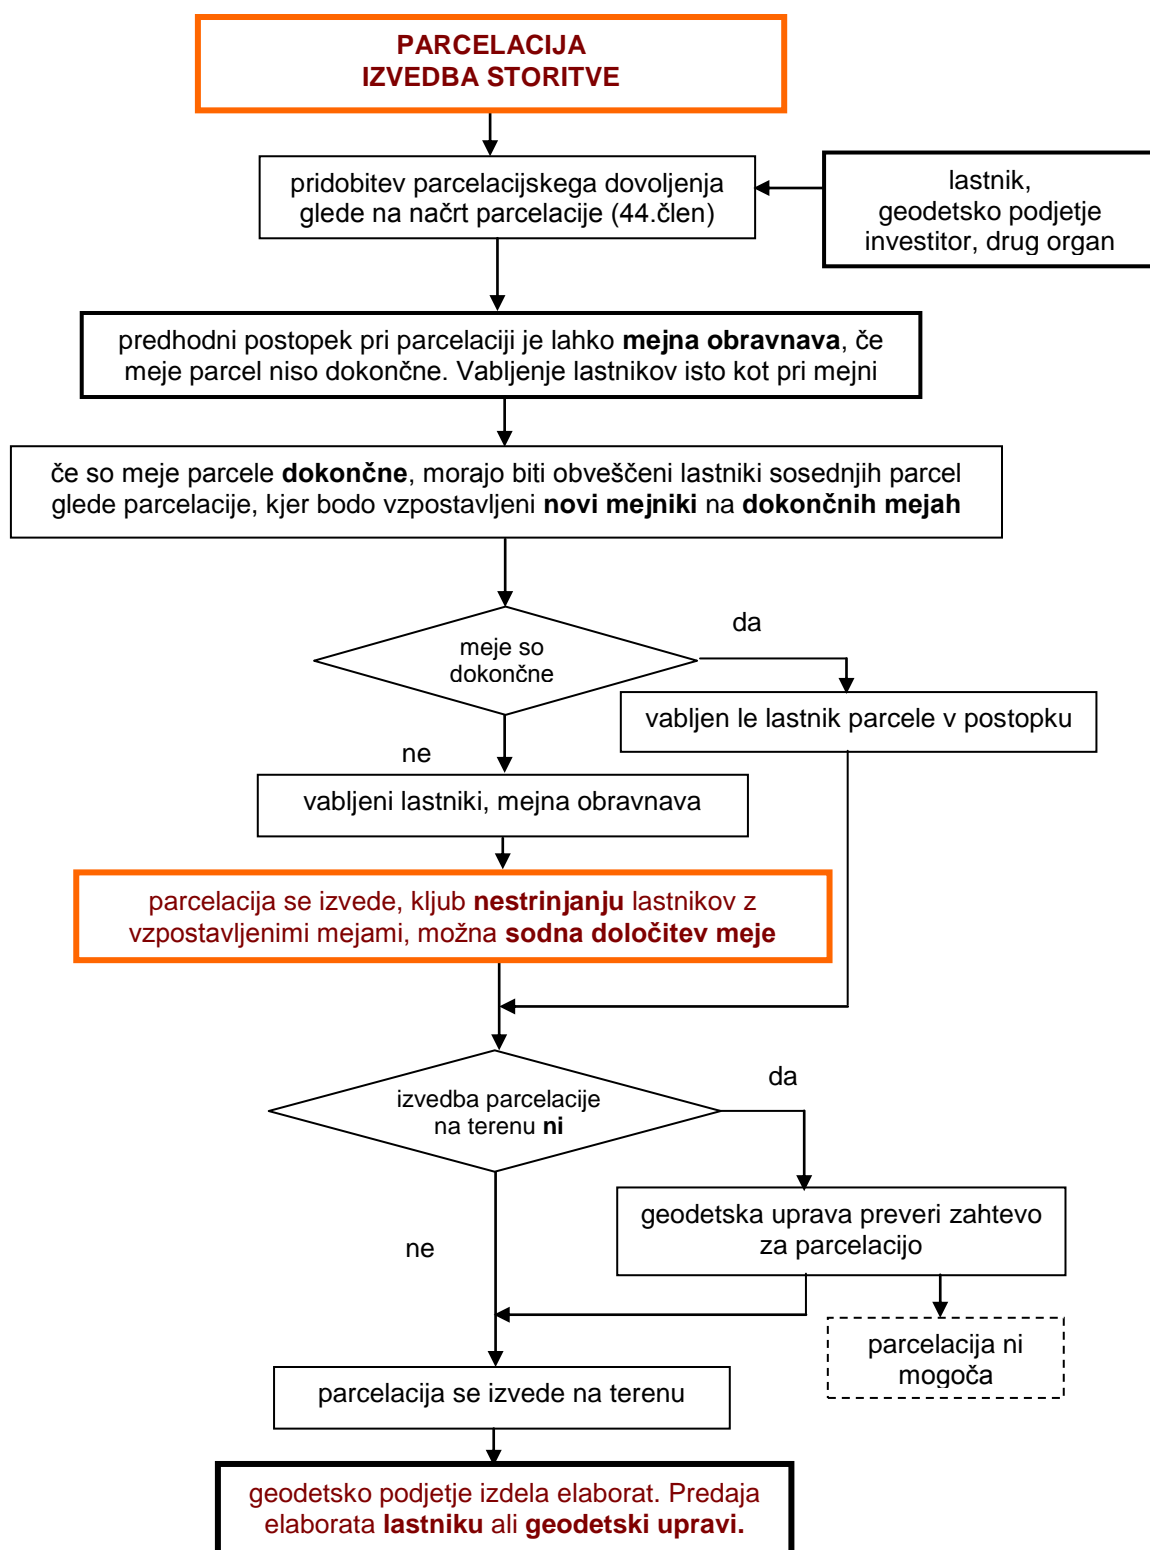 PARCELACIJA
IZVEDBA STORITVE
pridobitev parcelacijskega dovoljenja
glede na načrt parcelacije (44.člen)
lastnik,
geodetsko podjetje
investitor, drug organ
predhodni postopek pri parcelaciji je lahko mejna obravnava, če
meje parcel niso dokončne. Vabljenje lastnikov isto kot pri mejni
če so meje parcele dokončne, morajo biti obveščeni lastniki sosednjih parcel
glede parcelacije, kjer bodo vzpostavljeni novi mejniki na dokončnih mejah
meje so
dokončne
da
vabljen le lastnik parcele v postopku
ne
vabljeni lastniki, mejna obravnava
parcelacija se izvede, kljub nestrinjanju lastnikov z
vzpostavljenimi mejami, možna sodna določitev meje
izvedba parcelacije
na terenu ni
da
geodetska uprava preveri zahtevo
za parcelacijo
ne
parcelacija ni
mogoča
parcelacija se izvede na terenu
geodetsko podjetje izdela elaborat. Predaja
elaborata lastniku ali geodetski upravi.